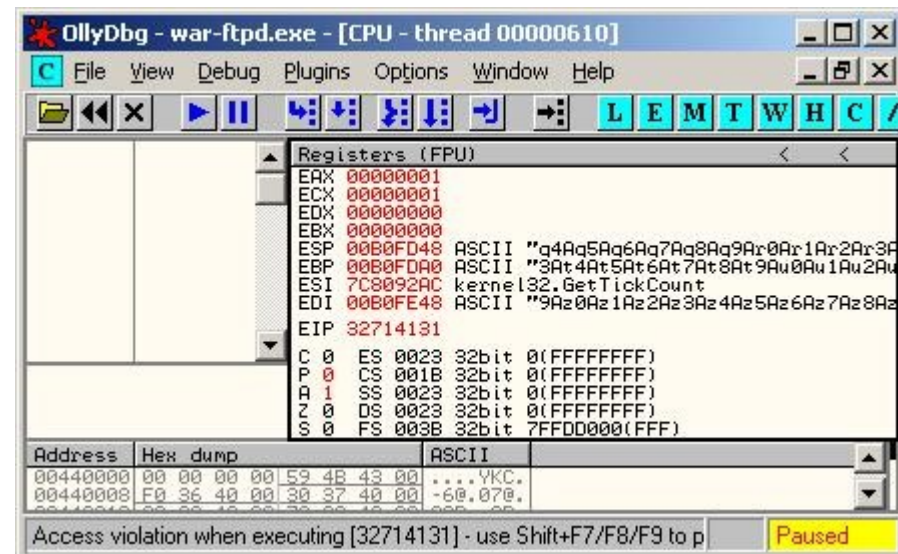 OllyDbg - war-ftpd.exe - [CPU - thread 00000610]
C File View Debug Plugins Options Window Help
L E M T W H C /
Registers (FPU) < <
EAX 00000001
ECX 00000001
EDX 00000000
EBX 00000000
ESP 00B0FD48 ASCII "q4Aq5Aq6Aq7Aq8Aq9Ar0Ar1Ar2Ar3A
EBP 00B0FDA0 ASCII "3At4At5At6At7At8At9Au0Au1Au2Au
ESI 7C8092AC kernel32.GetTickCount
EDI 00B0FE48 ASCII "9Az0Az1Az2Az3Az4Az5Az6Az7Az8Az
EIP 32714131
C 0 ES 0023 32bit 0(FFFFFFFF)
P 0 CS 001B 32bit 0(FFFFFFFF)
A 1 SS 0023 32bit 0(FFFFFFFF)
Z 0 DS 0023 32bit 0(FFFFFFFF)
S 0 FS 003B 32bit 7FFDD000(FFF)
Address Hex dump ASCII
00440000 00 00 00 00 59 4B 43 00 ....YKC.
00440008 F0 36 40 00 30 37 40 00 -6@.07@.
Access violation when executing [32714131] - use Shift+F7/F8/F9 to p Paused